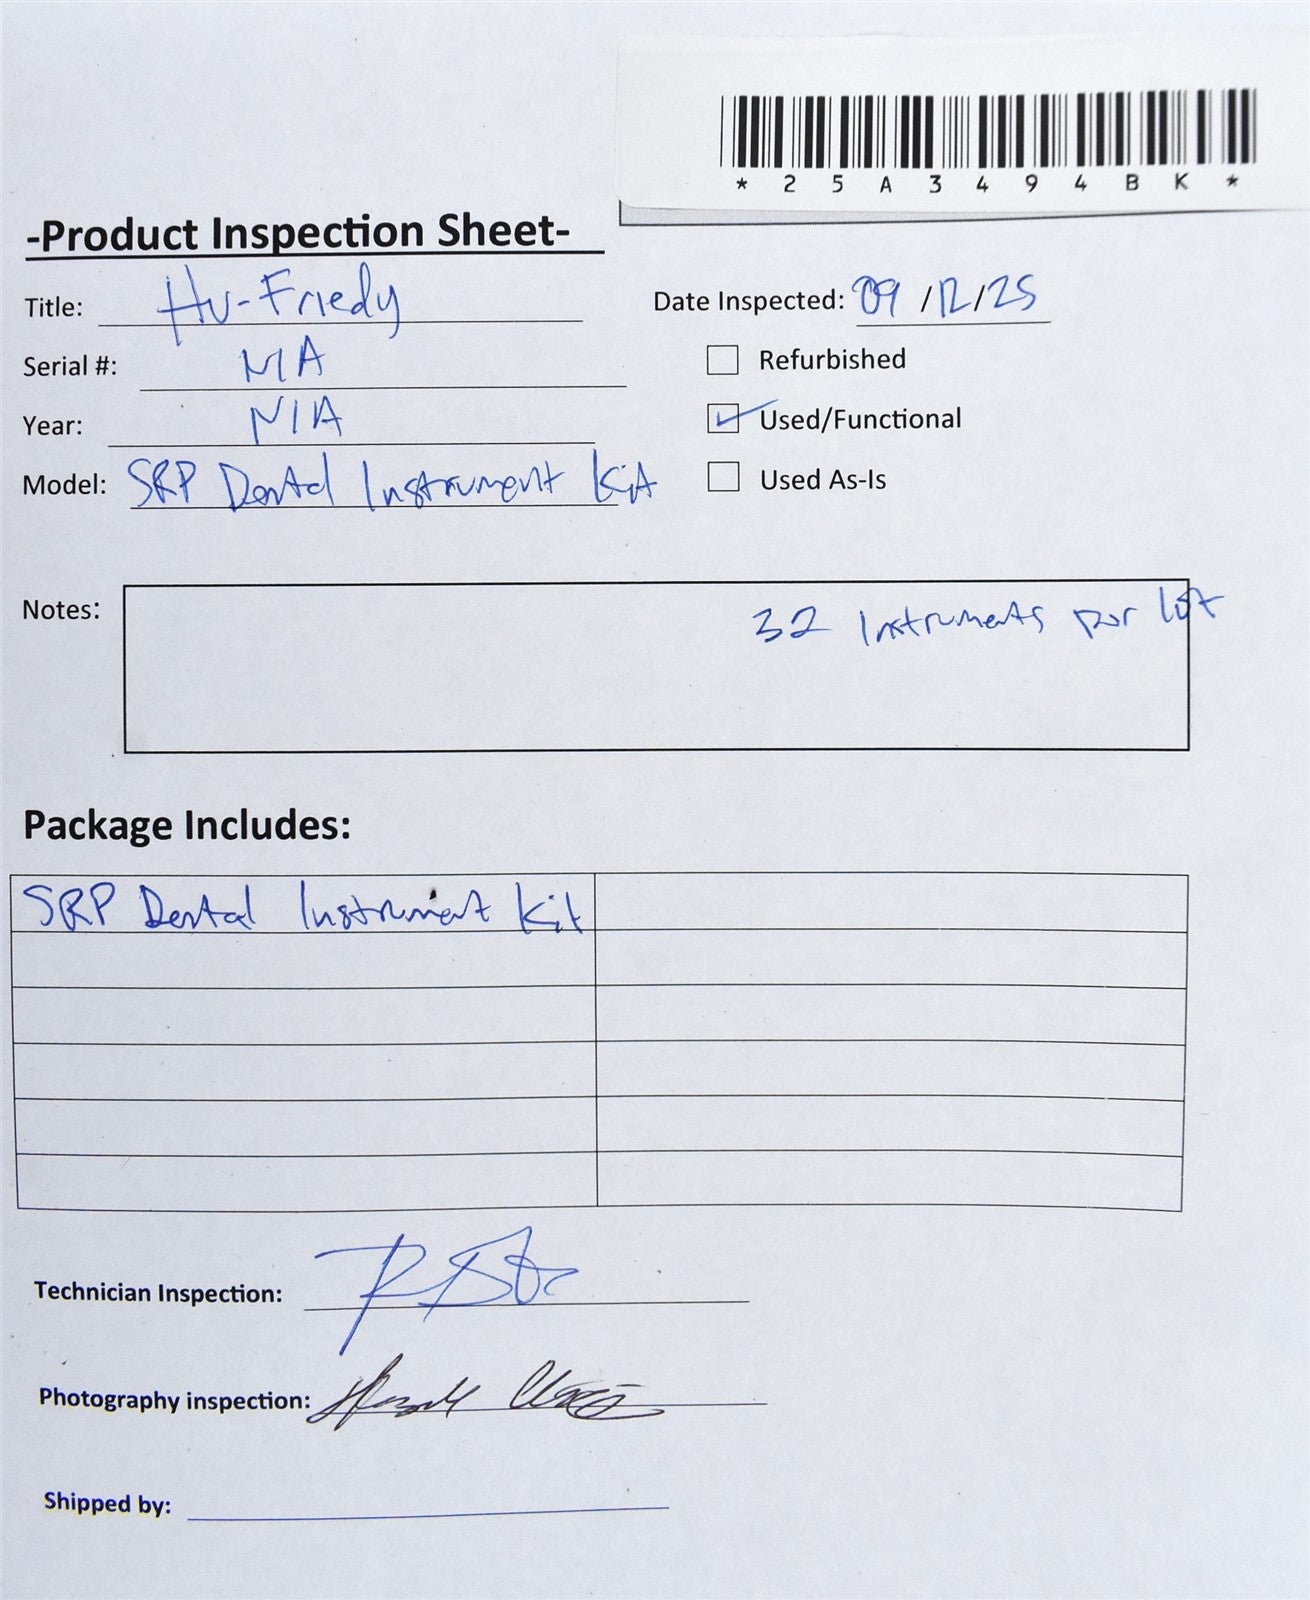 *25A3494BK*
-Product Inspection Sheet-
Title: Hu-Friedy
Date Inspected: 09/12/25
Serial #: N/A
Refurbished
Year: N/A
Used/Functional
Model: SRP Dental Instrument Kit
Used As-Is
Notes: 32 Instruments per lot
Package Includes:
SRP Dental Instrument Kit
Technician Inspection:
Photography inspection:
Shipped by: